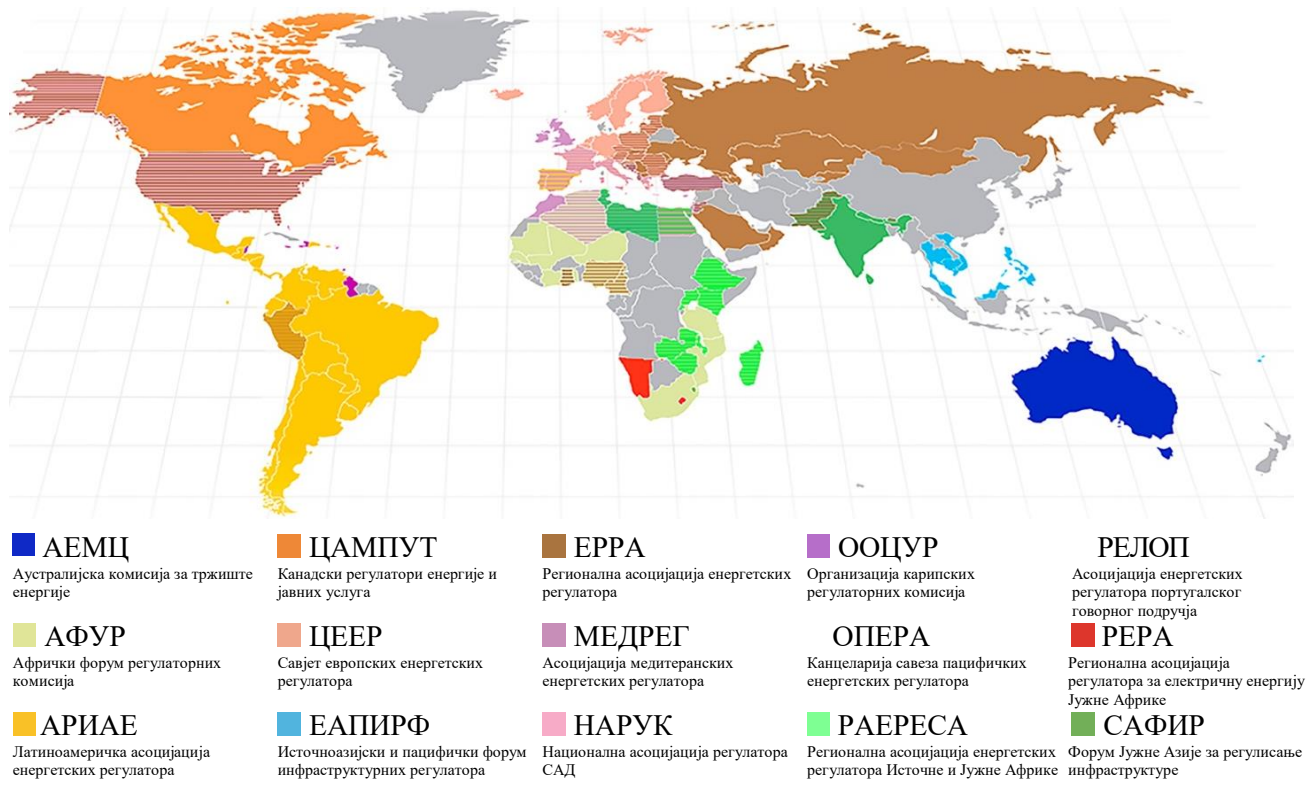 АЕМЦ
Аустралијска комисија за тржиште
енергије
ЦАМПУТ
Канадски регулатори енергије и
јавних услуга
ЕРРА
Регионална асоцијација енергетских
регулатора
ООЦУР
Организација карипских
регулаторних комисија
РЕЛОП
Асоцијација енергетских
регулатора португалског
говорног подручја
АФУР
Афрички форум регулаторних
комисија
ЦЕЕР
Савјет европских енергетских
регулатора
МЕДРЕГ
Асоцијација медитеранских
енергетских регулатора
ОПЕРА
Канцеларија савеза пацифичких
енергетских регулатора
РЕРА
Регионална асоцијација
регулатора за електричну енергију
Јужне Африке
АРИАЕ
Латиноамеричка асоцијација
енергетских регулатора
ЕАПИРФ
Источноазијски и пацифички форум
инфраструктурних регулатора
НАРУК
Национална асоцијација регулатора
САД
РАЕРЕСА
Регионална асоцијација енергетских
регулатора Источне и Јужне Африке
САФИР
Форум Јужне Азије за регулисање
инфраструктуре